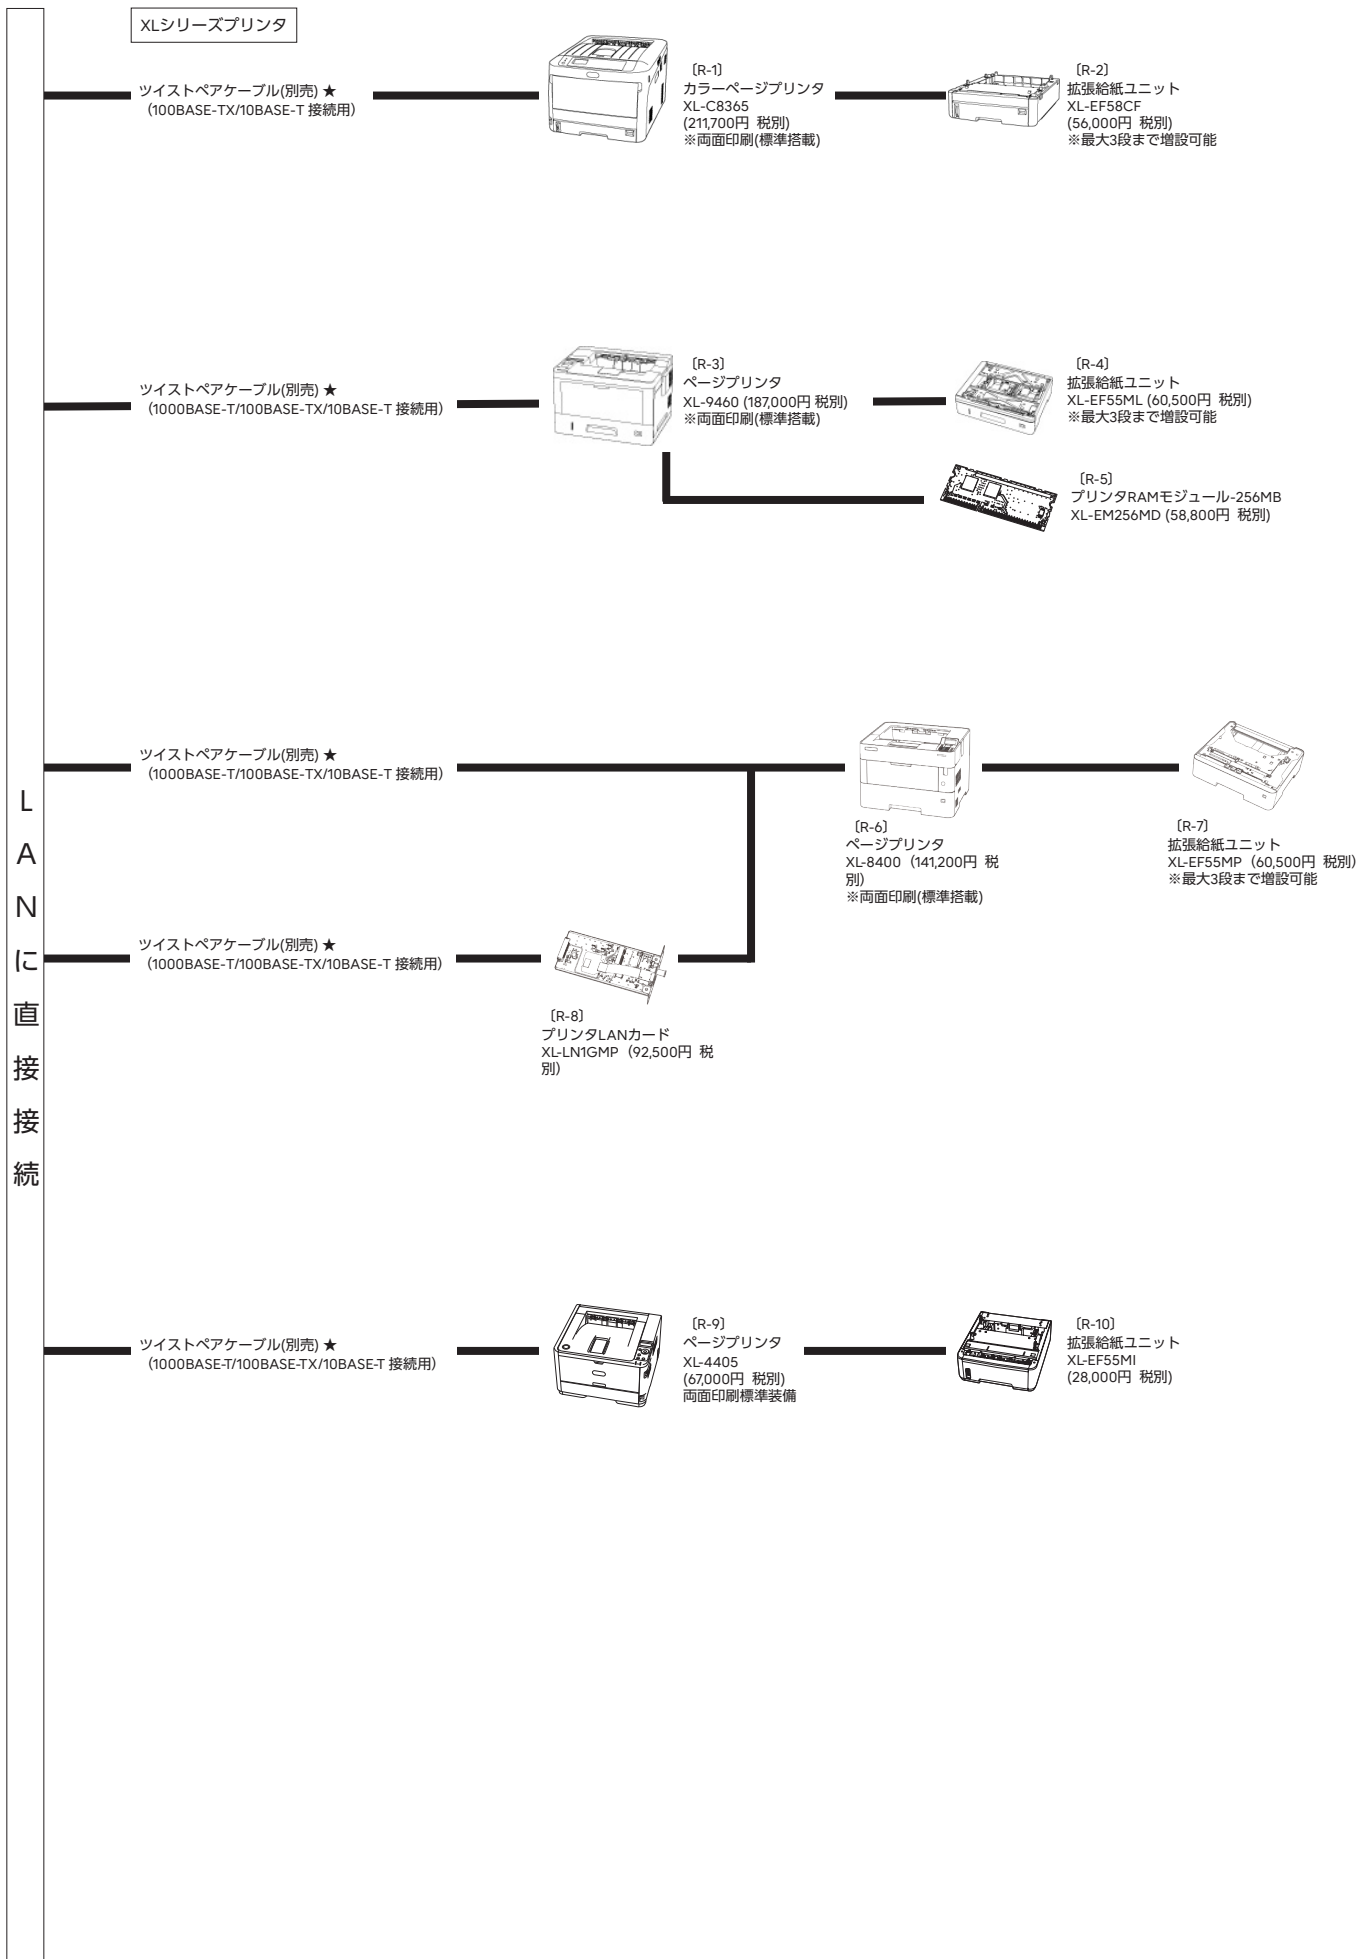 XLシリーズプリンタ
ツイストペアケーブル(別売) ★
（100BASE-TX/10BASE-T 接続用）
〔R-1〕
カラーページプリンタ
XL-C8365
(211,700円 税別)
※両面印刷(標準搭載)
〔R-2〕
拡張給紙ユニット
XL-EF58CF
(56,000円 税別)
※最大3段まで増設可能
ツイストペアケーブル(別売) ★
（1000BASE-T/100BASE-TX/10BASE-T 接続用）
〔R-3〕
ページプリンタ
XL-9460 (187,000円 税別)
※両面印刷(標準搭載)
〔R-4〕
拡張給紙ユニット
XL-EF55ML (60,500円 税別)
※最大3段まで増設可能
〔R-5〕
プリンタRAMモジュール-256MB
XL-EM256MD (58,800円 税別)
ツイストペアケーブル(別売) ★
（1000BASE-T/100BASE-TX/10BASE-T 接続用）
〔R-6〕
ページプリンタ
XL-8400（141,200円 税
別）
※両面印刷(標準搭載)
〔R-7〕
拡張給紙ユニット
XL-EF55MP（60,500円 税別）
※最大3段まで増設可能
ツイストペアケーブル(別売) ★
（1000BASE-T/100BASE-TX/10BASE-T 接続用）
〔R-8〕
プリンタLANカード
XL-LN1GMP（92,500円 税
別）
LANに直接接続
ツイストペアケーブル(別売) ★
（1000BASE-T/100BASE-TX/10BASE-T 接続用）
〔R-9〕
ページプリンタ
XL-4405
(67,000円 税別)
両面印刷標準装備
〔R-10〕
拡張給紙ユニット
XL-EF55MI
(28,000円 税別)